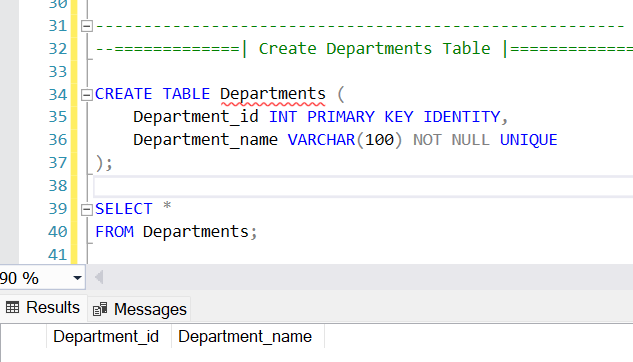 30
31 ----------------------------------------------------------
32 --=============| Create Departments Table |=============
33
34 CREATE TABLE Departments (
35 Department_id INT PRIMARY KEY IDENTITY,
36 Department_name VARCHAR(100) NOT NULL UNIQUE
37 );
38
39 SELECT *
40 FROM Departments;
41
90 %
Results Messages
Department_id Department_name